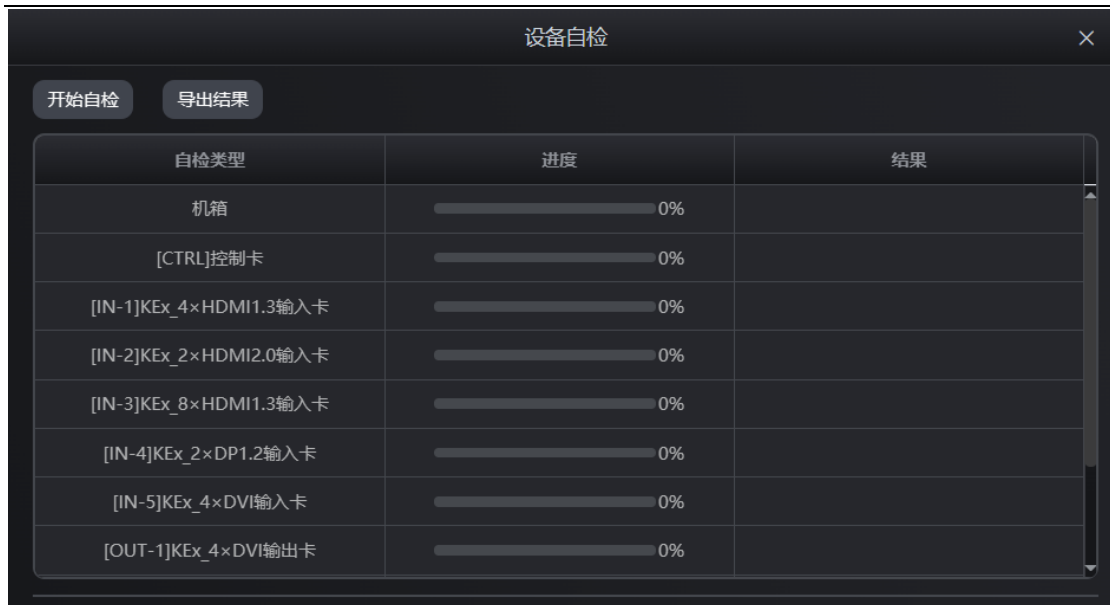 设备自检
开始自检 导出结果
自检类型 进度 结果
机箱 0%
[CTRL]控制卡 0%
[IN-1]KEx_4×HDMI1.3输入卡 0%
[IN-2]KEx_2×HDMI2.0输入卡 0%
[IN-3]KEx_8×HDMI1.3输入卡 0%
[IN-4]KEx_2×DP1.2输入卡 0%
[IN-5]KEx_4×DVI输入卡 0%
[OUT-1]KEx_4×DVI输出卡 0%